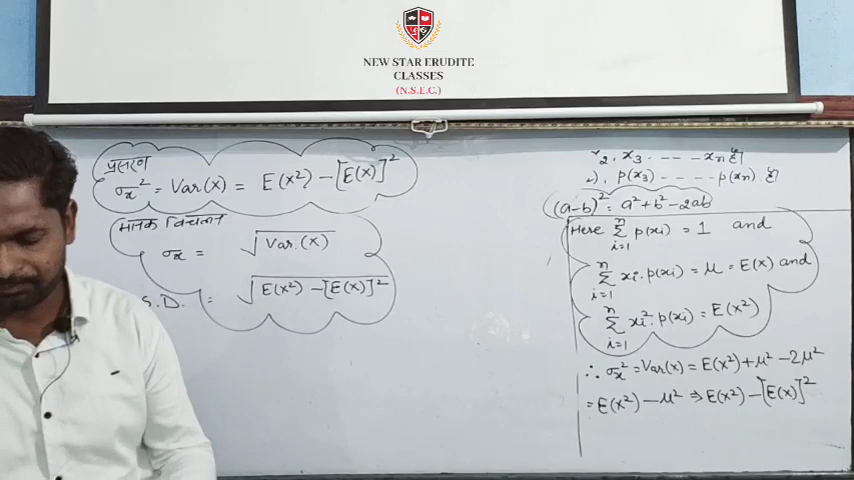 NEW STAR ERUDITE
CLASSES
(N.S.E.C.)
प्रसरण
σx² = Var(x) = E(x²) − [E(x)]²
मानक विचलन
σx = √Var.(x)
S.D. : √E(x²) − [E(x)]²
x3 - - - - xn है
p(x3) - - - - - p(xn) है
(a−b)² = a² + b² − 2ab
Here n∑i=1 p(xi) = 1 and
n∑i=1 xi. p(xi) = μ = E(x) and
n∑i=1 xi². p(xi) = E(x²)
∴ σx² = Var(x) = E(x²) + μ² − 2μ²
= E(x²) − μ² ⇒ E(x²) − [E(x)]²